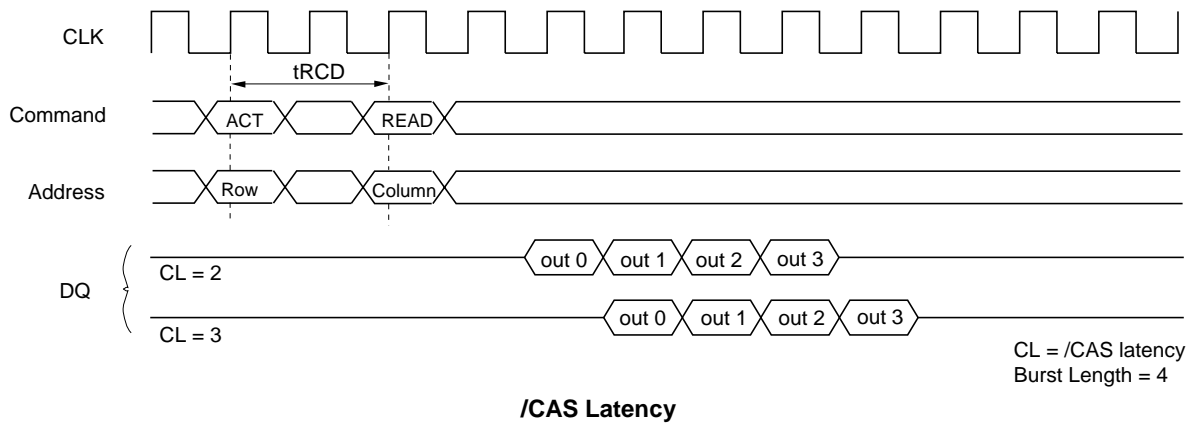 CLK
tRCD
Command
ACT
READ
Address
Row
Column
DQ
CL = 2
out 0
out 1
out 2
out 3
CL = 3
out 0
out 1
out 2
out 3
CL = /CAS latency
Burst Length = 4
/CAS Latency